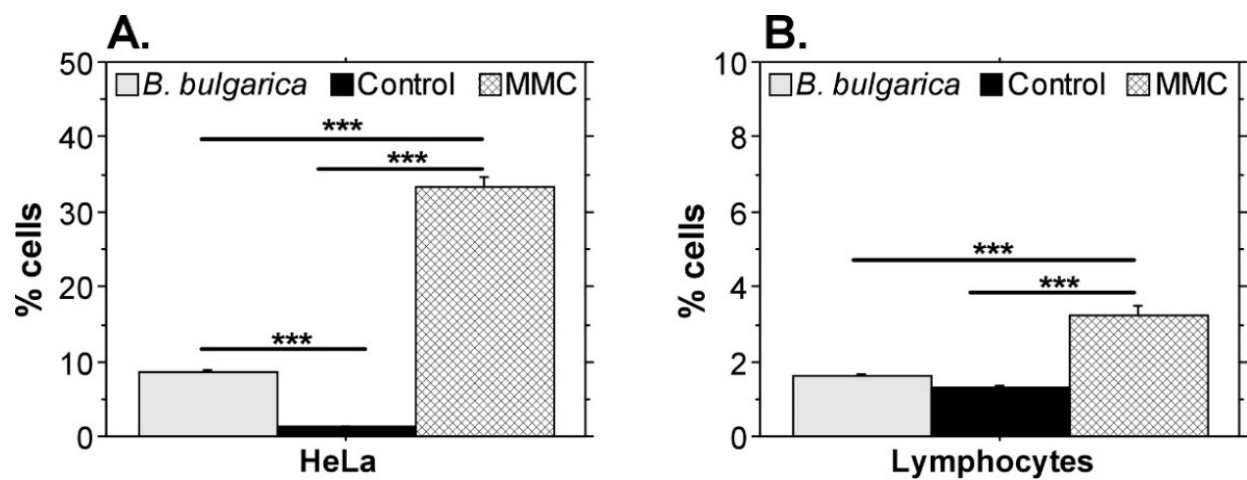 A.
50
40
30
20
10
0
% cells
B. bulgarica Control MMC
***
***
***
HeLa
B.
10
8
6
4
2
0
% cells
B. bulgarica Control MMC
***
***
Lymphocytes